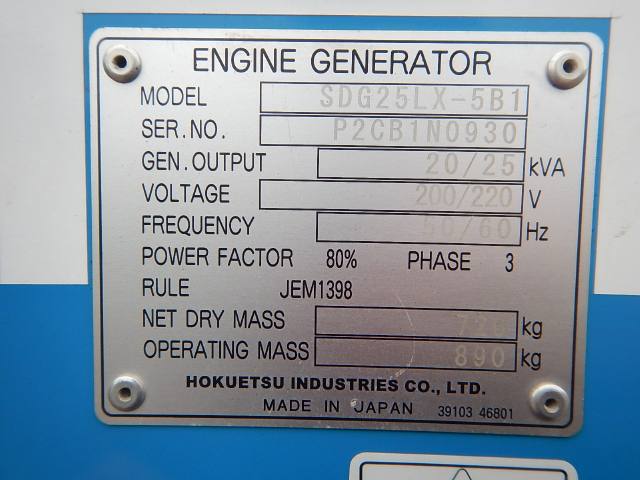 ENGINE GENERATOR
MODEL SDG25LX-5B1
SER.NO. P2CB1N0930
GEN.OUTPUT 20/25 kVA
VOLTAGE 200/220 V
FREQUENCY 50/60 Hz
POWER FACTOR 80% PHASE 3
RULE JEM1398
NET DRY MASS kg
OPERATING MASS 890 kg
HOKUETSU INDUSTRIES CO., LTD.
MADE IN JAPAN 39103 46801